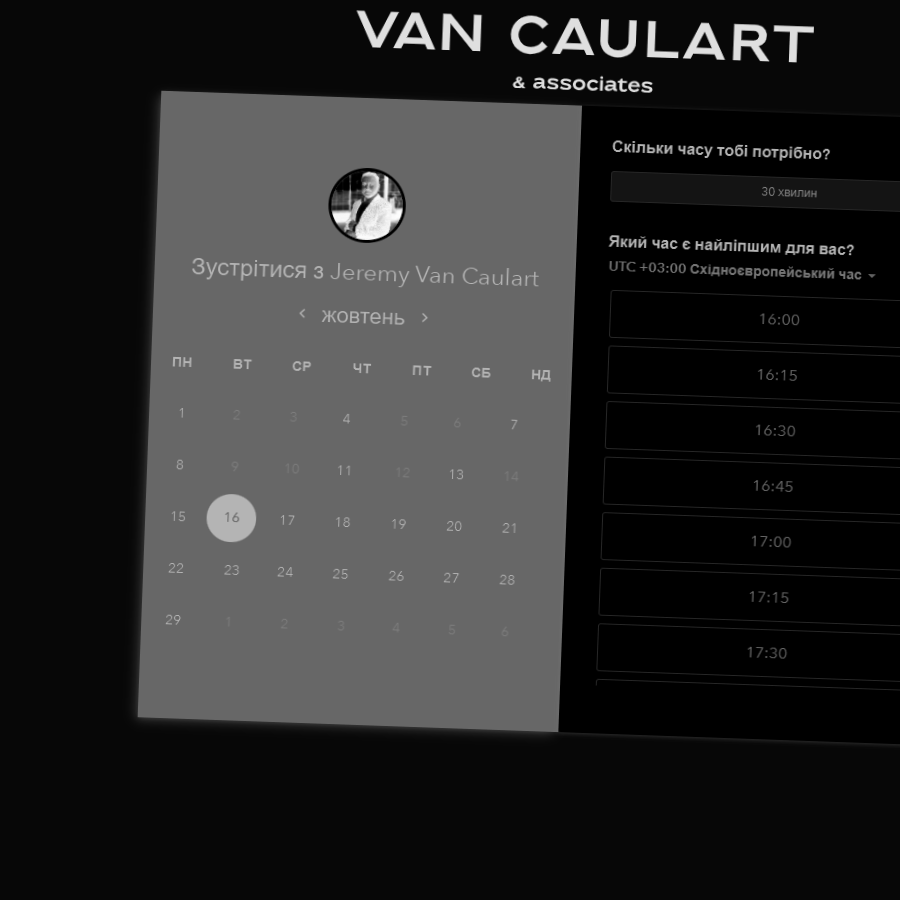 VAN CAULART
& associates
Зустрітися з Jeremy Van Caulart
жовтень
ПН ВТ СР ЧТ ПТ СБ НД
1 2 3 4 5 6 7
8 9 10 11 12 13 14
15 16 17 18 19 20 21
22 23 24 25 26 27 28
29 1 2 3 4 5 6
Скільки часу тобі потрібно?
30 хвилин
Який час є найліпшим для вас?
UTC +03:00 Східноєвропейський час
16:00
16:15
16:30
16:45
17:00
17:15
17:30